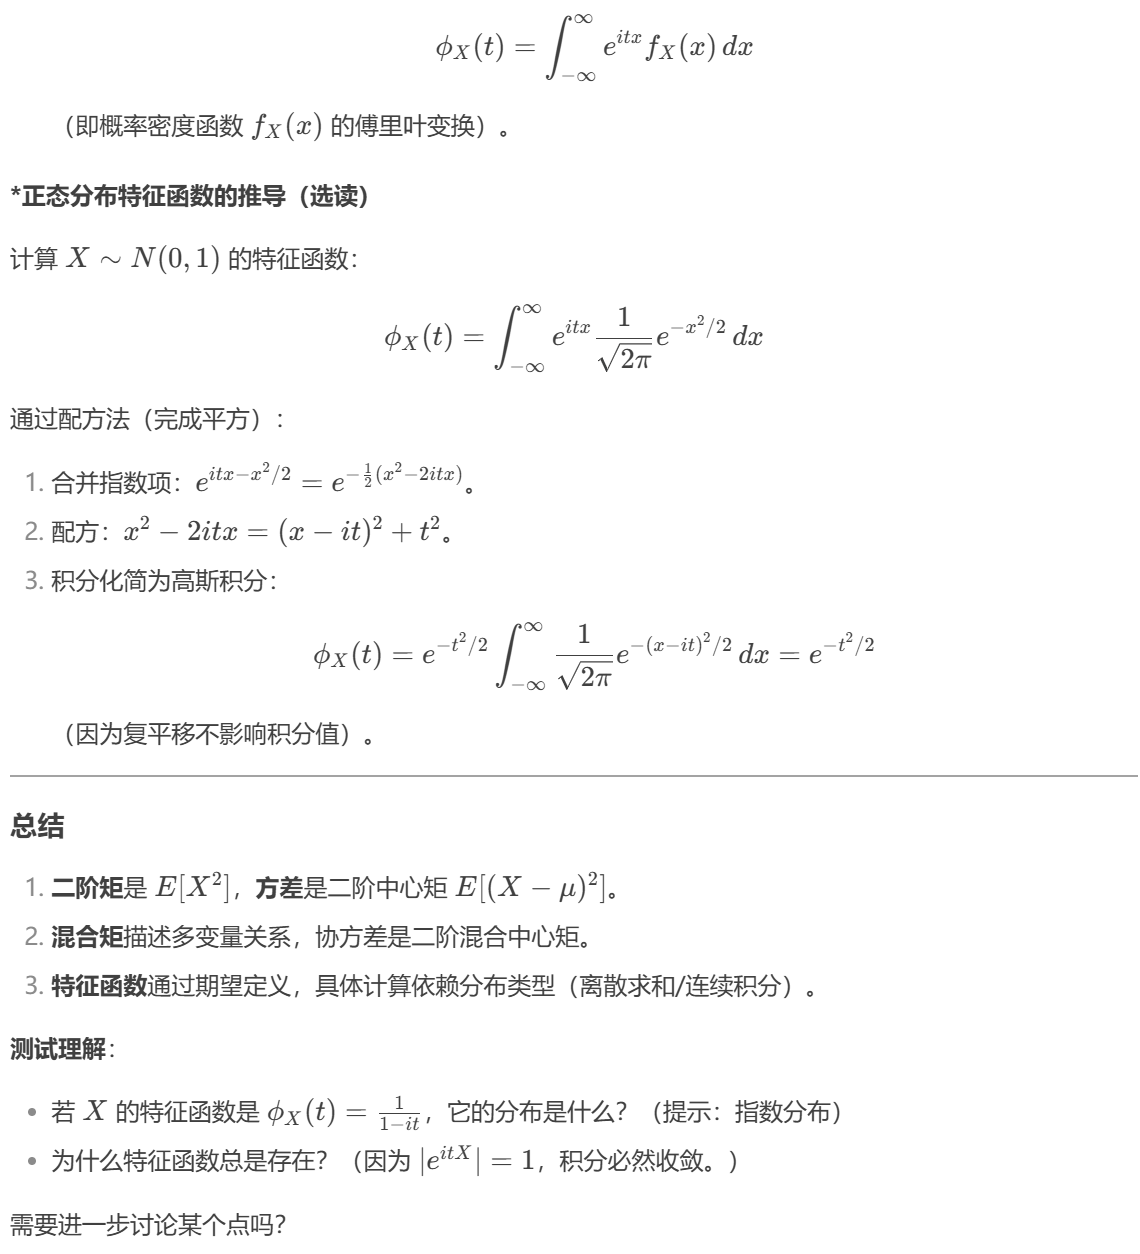 $$\phi_X(t) = \int_{-\infty}^{\infty} e^{itx} f_X(x)\, dx$$
（即概率密度函数 $f_X(x)$ 的傅里叶变换）。
*正态分布特征函数的推导（选读）
计算 $X \sim N(0,1)$ 的特征函数：
$$\phi_X(t) = \int_{-\infty}^{\infty} e^{itx} \frac{1}{\sqrt{2\pi}} e^{-x^2/2}\, dx$$
通过配方法（完成平方）：
1. 合并指数项：$e^{itx-x^2/2} = e^{-\frac{1}{2}(x^2-2itx)}$。
2. 配方：$x^2 - 2itx = (x - it)^2 + t^2$。
3. 积分化简为高斯积分：
$$\phi_X(t) = e^{-t^2/2} \int_{-\infty}^{\infty} \frac{1}{\sqrt{2\pi}} e^{-(x-it)^2/2}\, dx = e^{-t^2/2}$$
（因为复平移不影响积分值）。
总结
1. 二阶矩是 $E[X^2]$，方差是二阶中心矩 $E[(X-\mu)^2]$。
2. 混合矩描述多变量关系，协方差是二阶混合中心矩。
3. 特征函数通过期望定义，具体计算依赖分布类型（离散求和/连续积分）。
测试理解：
• 若 $X$ 的特征函数是 $\phi_X(t) = \frac{1}{1-it}$，它的分布是什么？（提示：指数分布）
• 为什么特征函数总是存在？（因为 $|e^{itX}| = 1$，积分必然收敛。）
需要进一步讨论某个点吗？